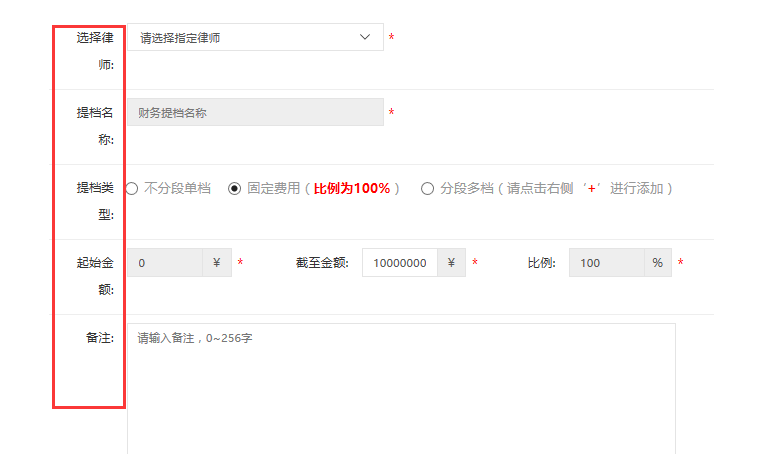 选择律师:
请选择指定律师 *
提档名称:
财务提档名称 *
提档类型:
不分段单档 固定费用（比例为100%） 分段多档（请点击右侧‘+’进行添加）
起始金额:
0 ¥ * 截至金额: 10000000 ¥ * 比例: 100 % *
备注:
请输入备注，0~256字